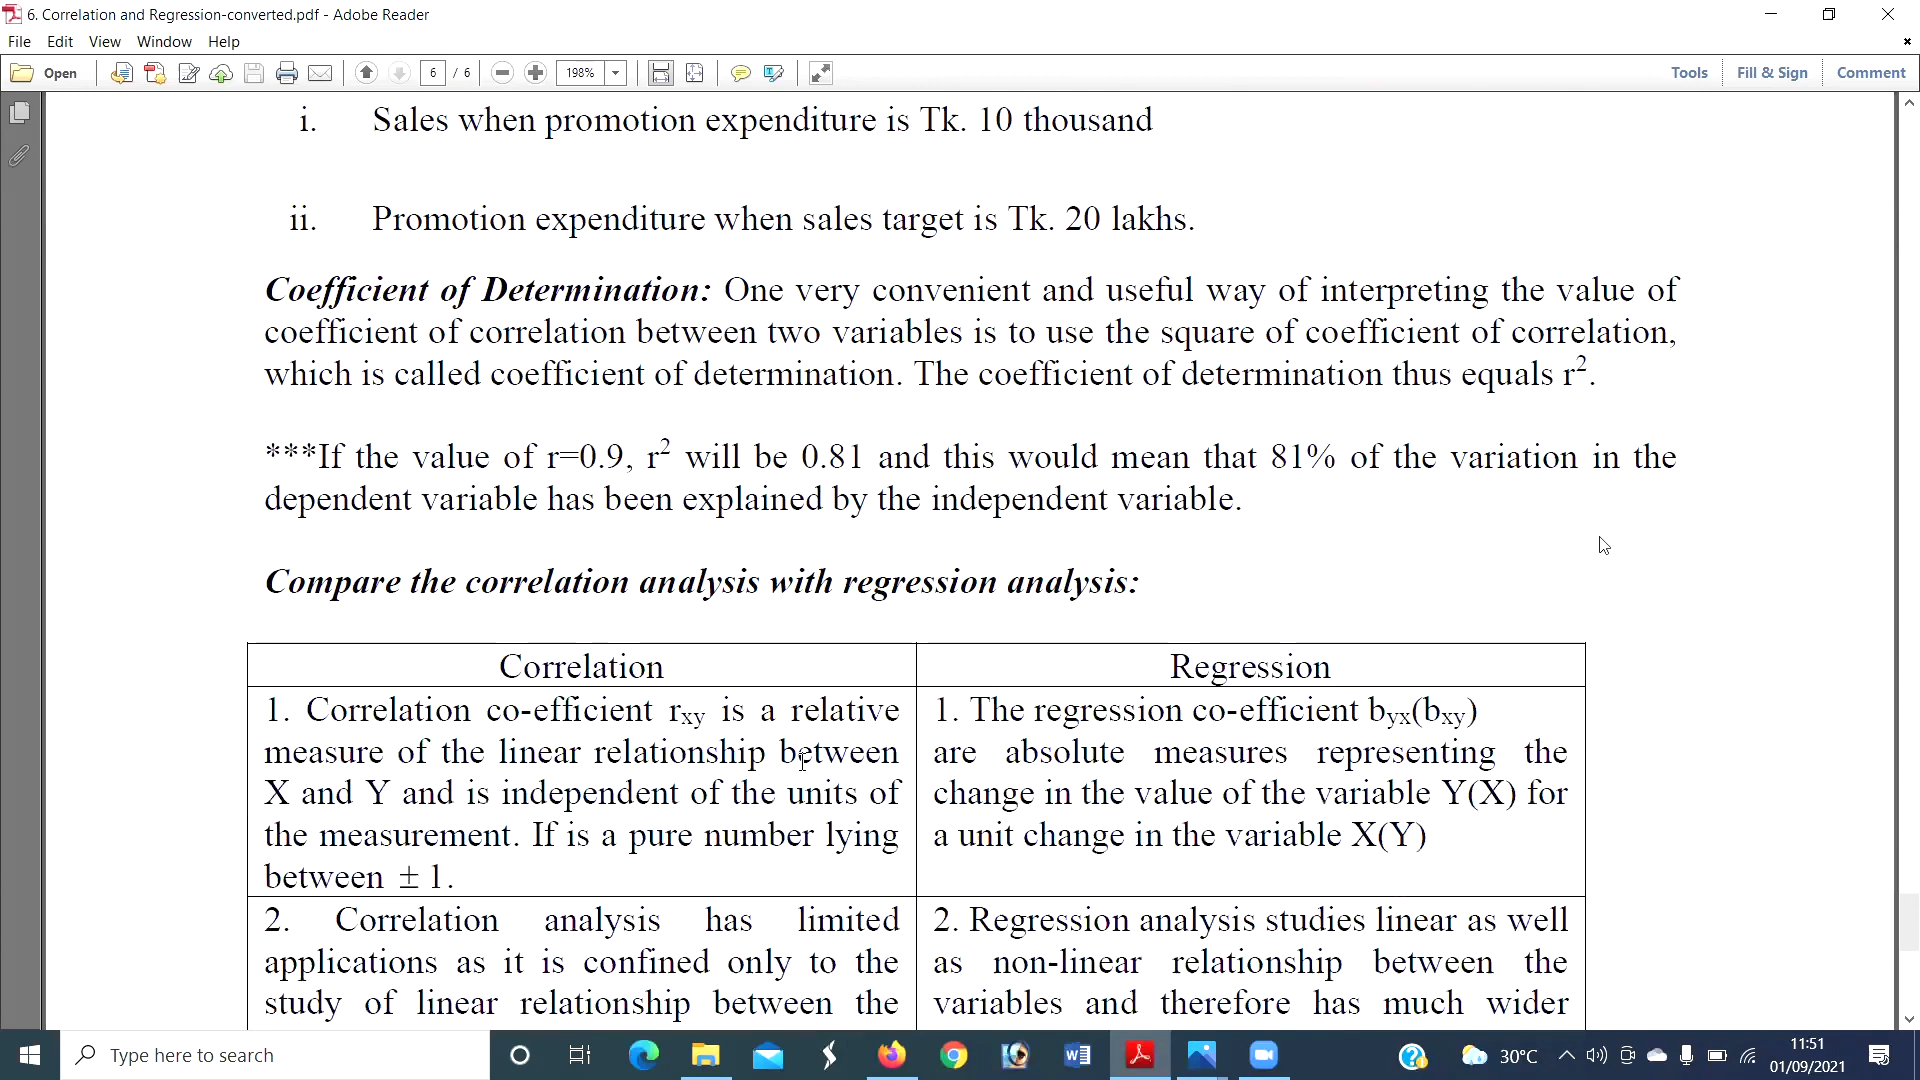 6. Correlation and Regression-converted.pdf - Adobe Reader
File Edit View Window Help
Open 6 / 6 198% Tools Fill & Sign Comment
i. Sales when promotion expenditure is Tk. 10 thousand
ii. Promotion expenditure when sales target is Tk. 20 lakhs.
Coefficient of Determination: One very convenient and useful way of interpreting the value of
coefficient of correlation between two variables is to use the square of coefficient of correlation,
which is called coefficient of determination. The coefficient of determination thus equals r².
***If the value of r=0.9, r² will be 0.81 and this would mean that 81% of the variation in the
dependent variable has been explained by the independent variable.
Compare the correlation analysis with regression analysis:
Correlation
1. Correlation co-efficient rxy is a relative
measure of the linear relationship between
X and Y and is independent of the units of
the measurement. If is a pure number lying
between ± 1.
Regression
1. The regression co-efficient byx(bxy)
are absolute measures representing the
change in the value of the variable Y(X) for
a unit change in the variable X(Y)
2. Correlation analysis has limited
applications as it is confined only to the
study of linear relationship between the
2. Regression analysis studies linear as well
as non-linear relationship between the
variables and therefore has much wider
Type here to search
30°C
11:51
01/09/2021